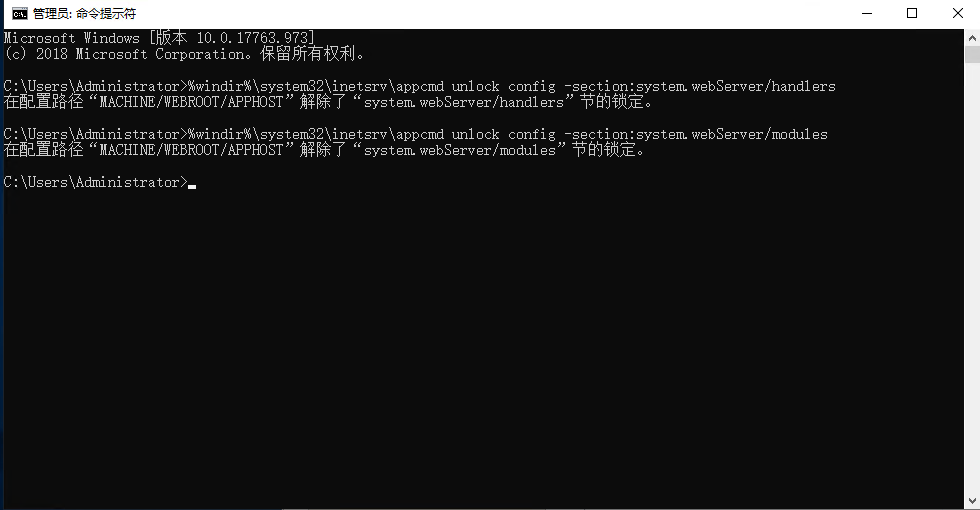 管理员: 命令提示符
Microsoft Windows [版本 10.0.17763.973]
(c) 2018 Microsoft Corporation。保留所有权利。
C:\Users\Administrator>%windir%\system32\inetsrv\appcmd unlock config -section:system.webServer/handlers
在配置路径“MACHINE/WEBROOT/APPHOST”解除了“system.webServer/handlers”节的锁定。
C:\Users\Administrator>%windir%\system32\inetsrv\appcmd unlock config -section:system.webServer/modules
在配置路径“MACHINE/WEBROOT/APPHOST”解除了“system.webServer/modules”节的锁定。
C:\Users\Administrator>